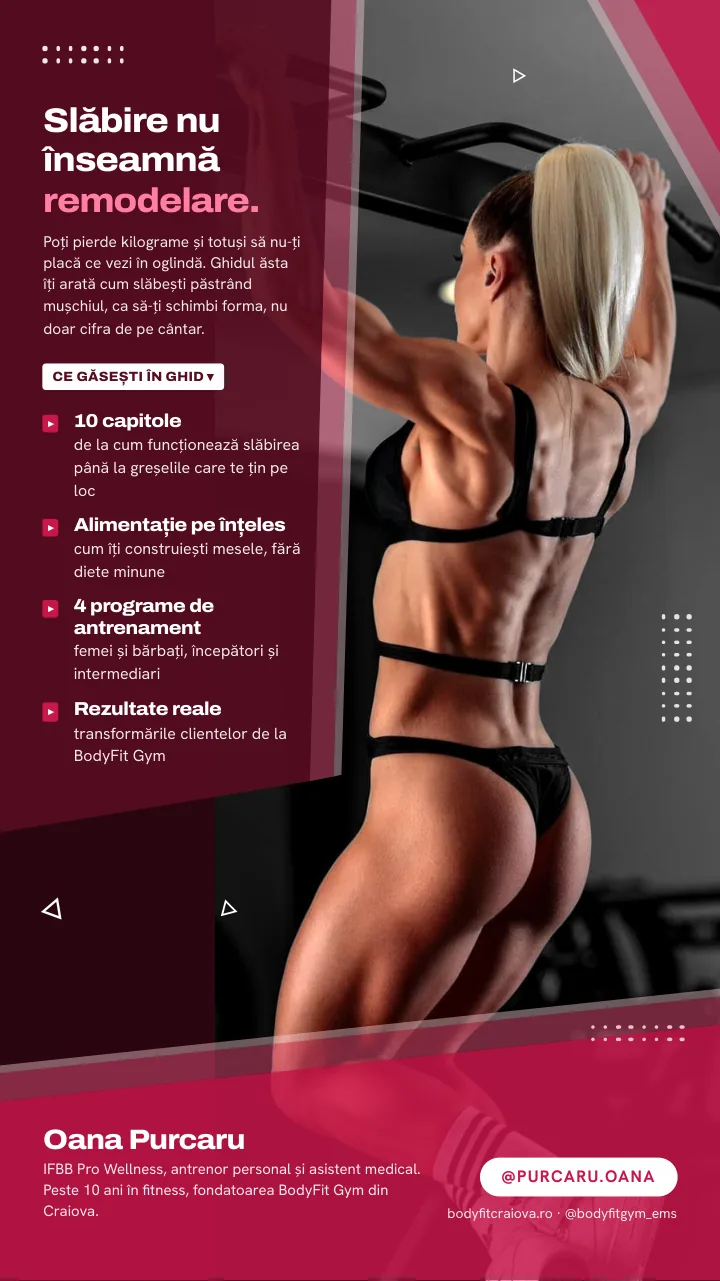 Slăbire nu
înseamnă
remodelare.
Poți pierde kilograme și totuși să nu-ți
placă ce vezi în oglindă. Ghidul ăsta
îți arată cum slăbești păstrând
mușchiul, ca să-ți schimbi forma, nu
doar cifra de pe cântar.
CE GĂSEȘTI ÎN GHID ▾
10 capitole
de la cum funcționează slăbirea
până la greșelile care te țin pe
loc
Alimentație pe înțeles
cum îți construiești mesele, fără
diete minune
4 programe de
antrenament
femei și bărbați, începători și
intermediari
Rezultate reale
transformările clientelor de la
BodyFit Gym
Oana Purcaru
IFBB Pro Wellness, antrenor personal și asistent medical.
Peste 10 ani în fitness, fondatoarea BodyFit Gym din
Craiova.
@PURCARU.OANA
bodyfitcraiova.ro · @bodyfitgym_ems